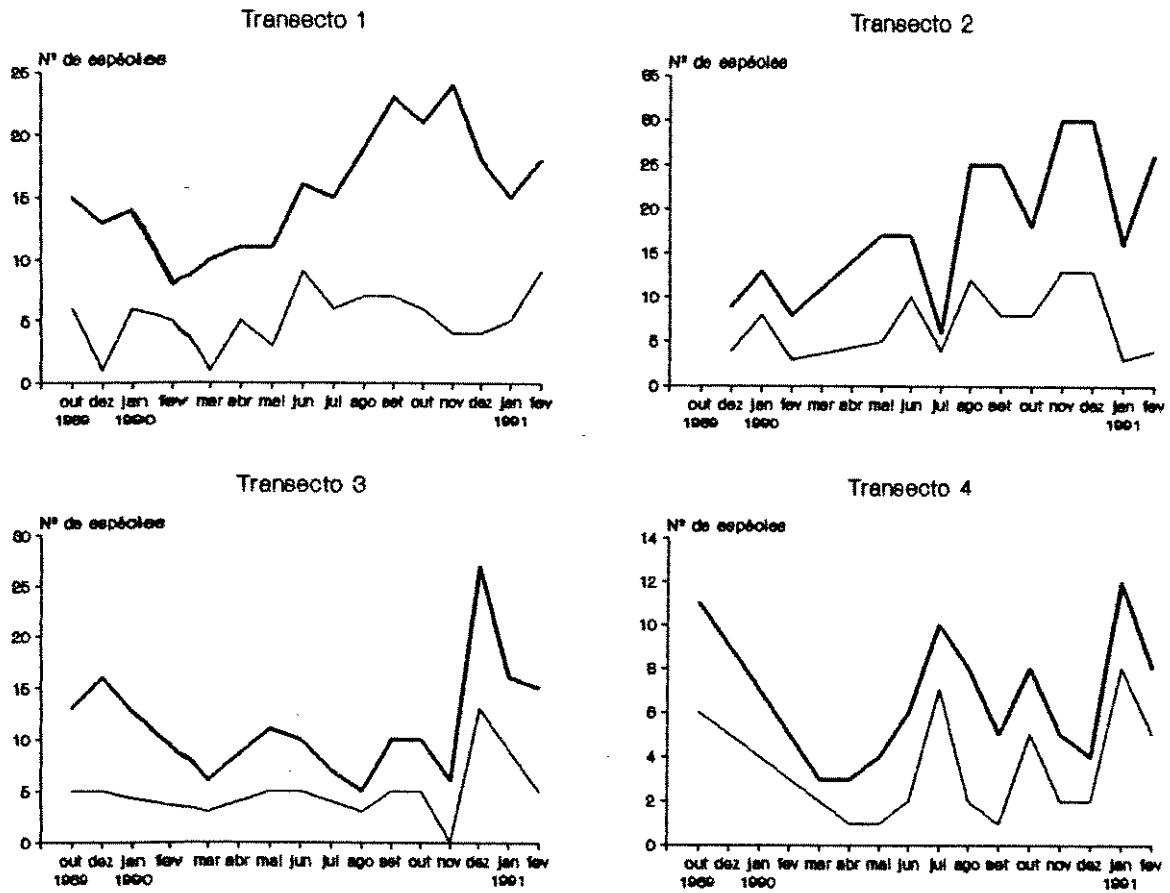 Transecto 1
Nº de espécies
25
20
15
10
5
0
out dez jan fev mar abr mai jun jul ago set out nov dez jan fev
1989 1990 1991
Transecto 2
Nº de espécies
35
30
25
20
15
10
5
0
out dez jan fev mar abr mai jun jul ago set out nov dez jan fev
1989 1990 1991
Transecto 3
Nº de espécies
30
25
20
15
10
5
0
out dez jan fev mar abr mai jun jul ago set out nov dez jan fev
1989 1990 1991
Transecto 4
Nº de espécies
14
12
10
8
6
4
2
0
out dez jan fev mar abr mai jun jul ago set out nov dez jan fev
1989 1990 1991